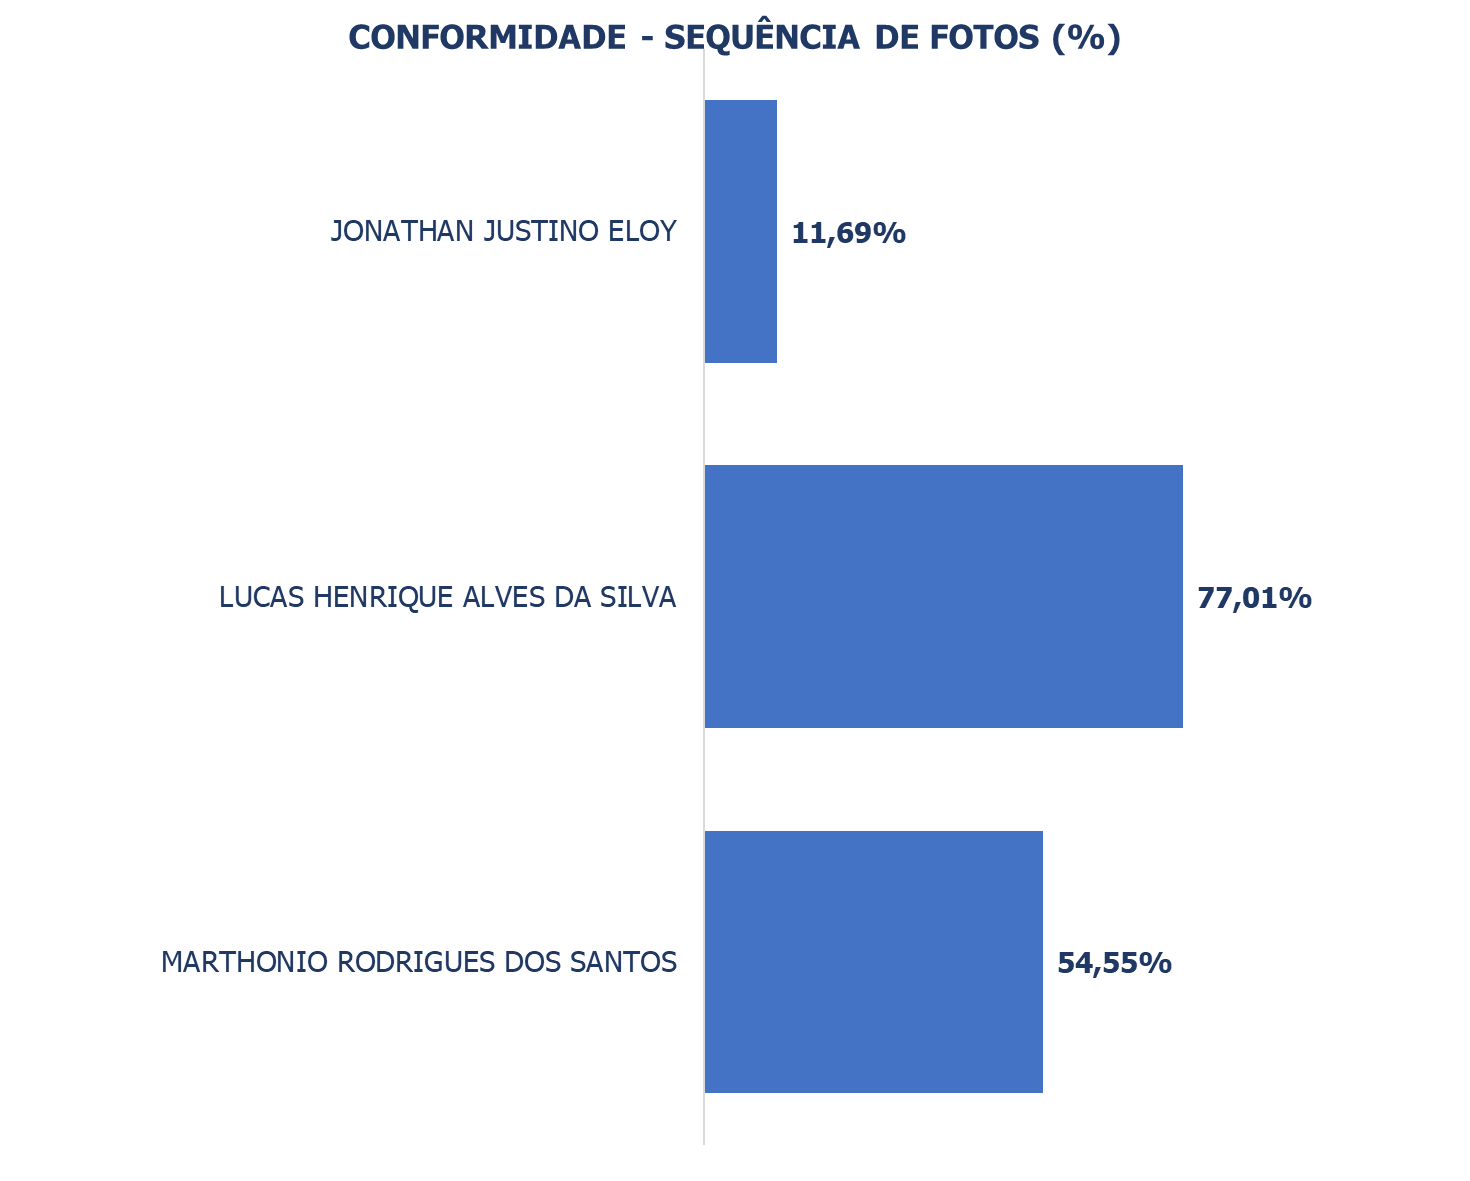 CONFORMIDADE - SEQUÊNCIA DE FOTOS (%)
JONATHAN JUSTINO ELOY 11,69%
LUCAS HENRIQUE ALVES DA SILVA 77,01%
MARTHONIO RODRIGUES DOS SANTOS 54,55%